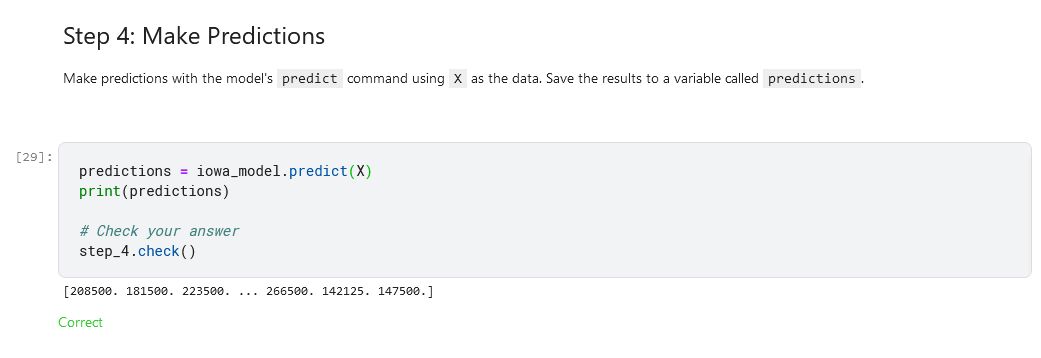 Step 4: Make Predictions
Make predictions with the model's predict command using X as the data. Save the results to a variable called predictions .
[29]:
predictions = iowa_model.predict(X)
print(predictions)
# Check your answer
step_4.check()
[208500. 181500. 223500. ... 266500. 142125. 147500.]
Correct